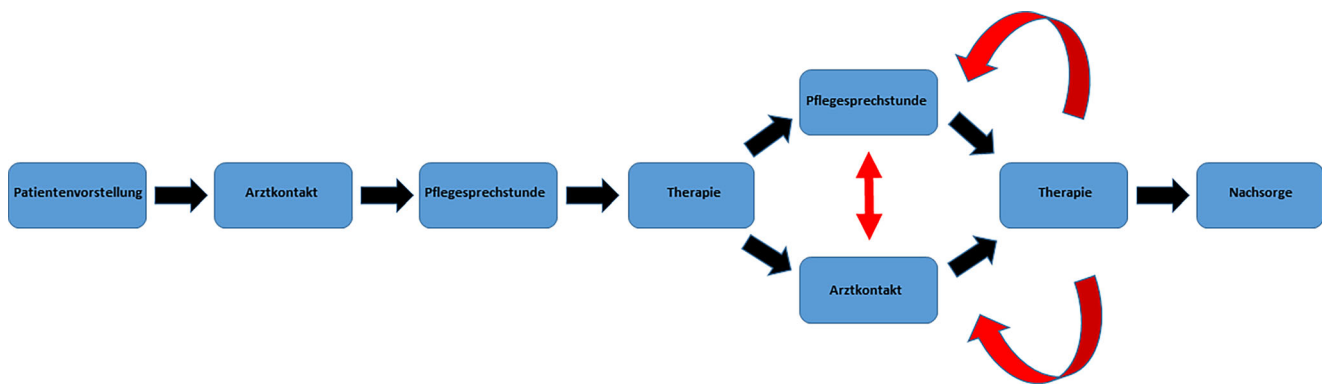 Patientenvorstellung
Arztkontakt
Pflegesprechstunde
Therapie
Pflegesprechstunde
Arztkontakt
Therapie
Nachsorge